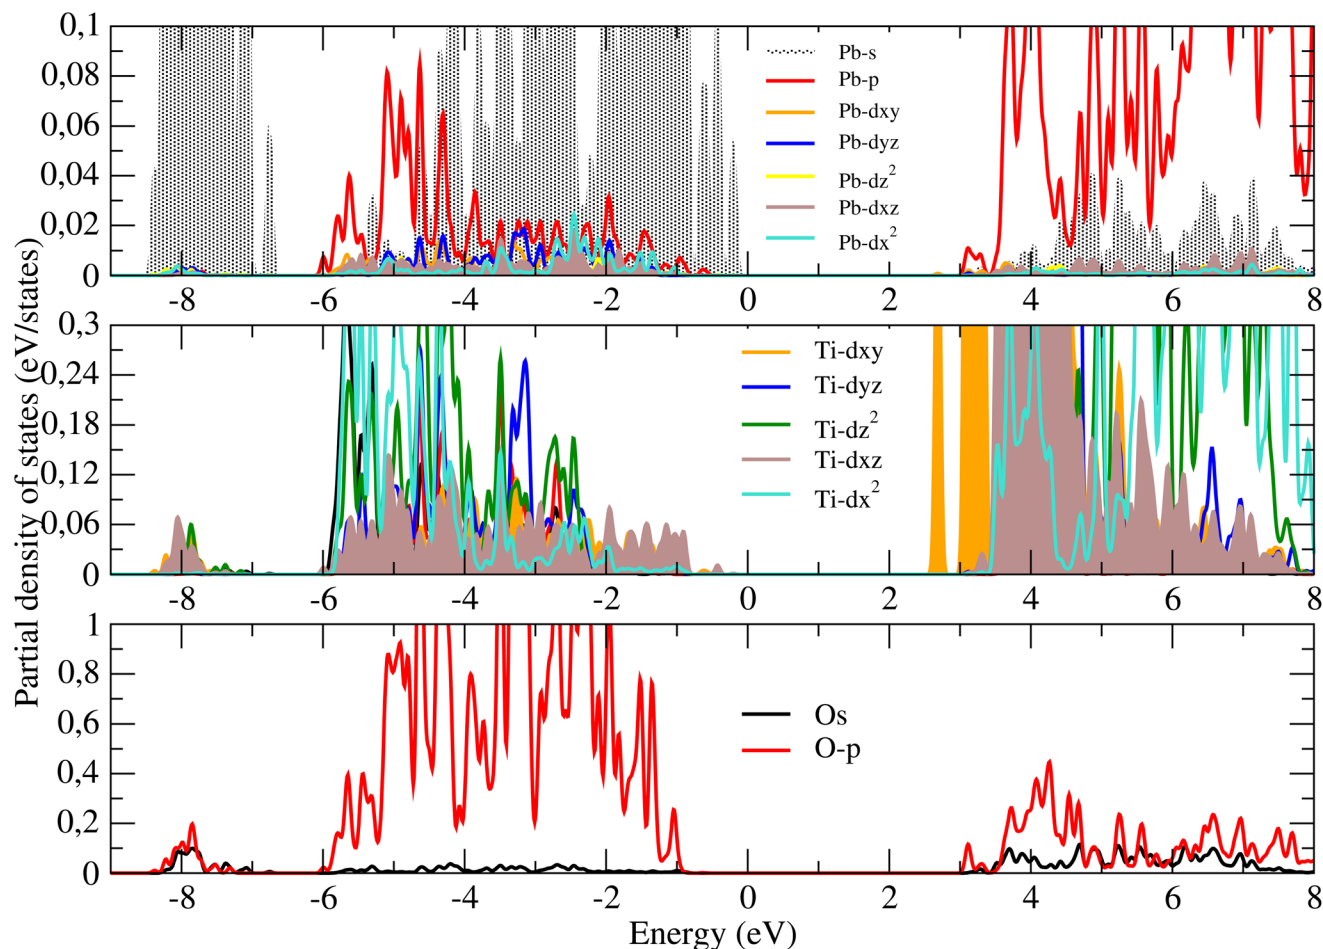 0,1
0,08
0,06
0,04
0,02
0
Pb-s
Pb-p
Pb-dxy
Pb-dyz
Pb-dz2
Pb-dxz
Pb-dx2
-8 -6 -4 -2 0 2 4 6 8
0,3
0,24
0,18
0,12
0,06
0
Ti-dxy
Ti-dyz
Ti-dz2
Ti-dxz
Ti-dx2
-8 -6 -4 -2 0 2 4 6 8
Partial density of states (eV/states)
1
0,8
0,6
0,4
0,2
0
Os
O-p
-8 -6 -4 -2 0 2 4 6 8
Energy (eV)